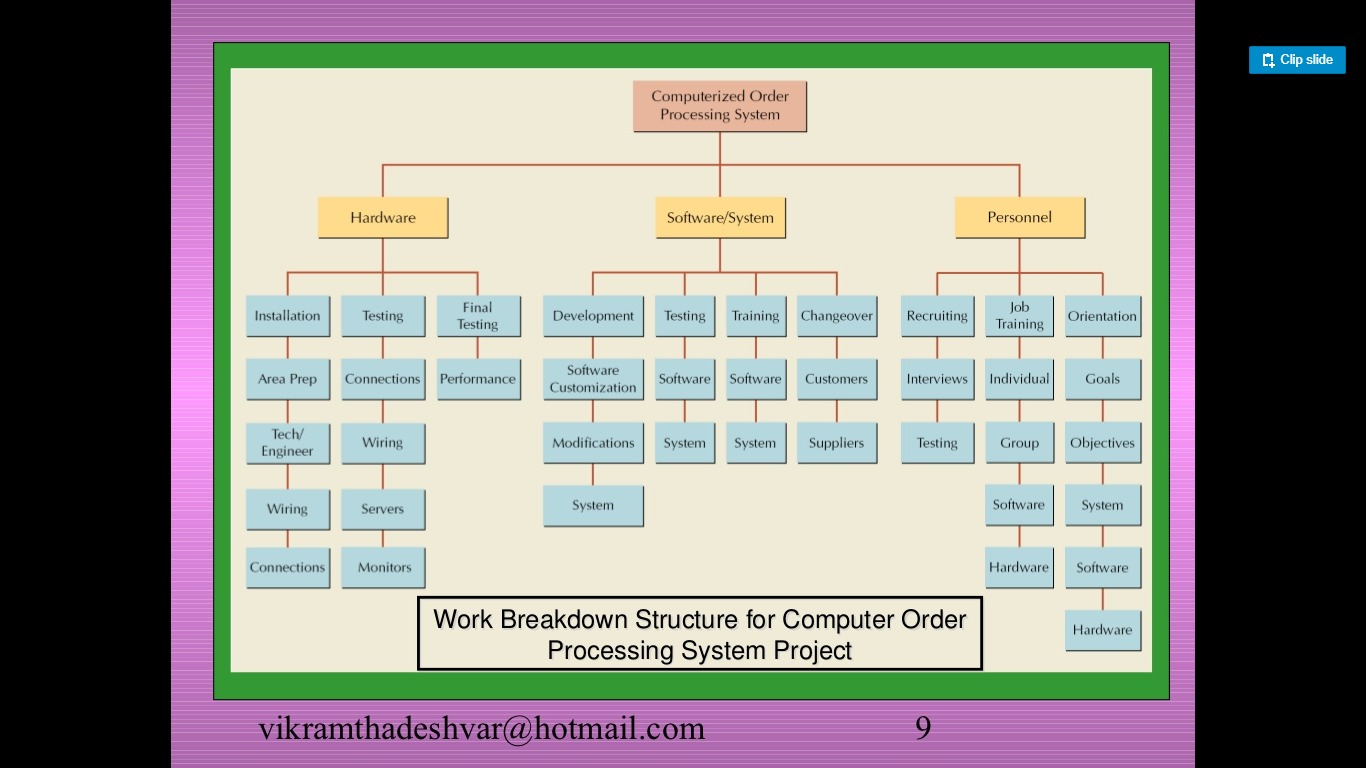 Clip slide
Computerized Order
Processing System
Hardware
Software/System
Personnel
Installation
Testing
Final
Testing
Development
Testing
Training
Changeover
Recruiting
Job
Training
Orientation
Area Prep
Connections
Performance
Software
Customization
Software
Software
Customers
Interviews
Individual
Goals
Tech/
Engineer
Wiring
Modifications
System
System
Suppliers
Testing
Group
Objectives
Wiring
Servers
System
Software
System
Connections
Monitors
Hardware
Software
Hardware
Work Breakdown Structure for Computer Order
Processing System Project
vikramthadeshvar@hotmail.com
9